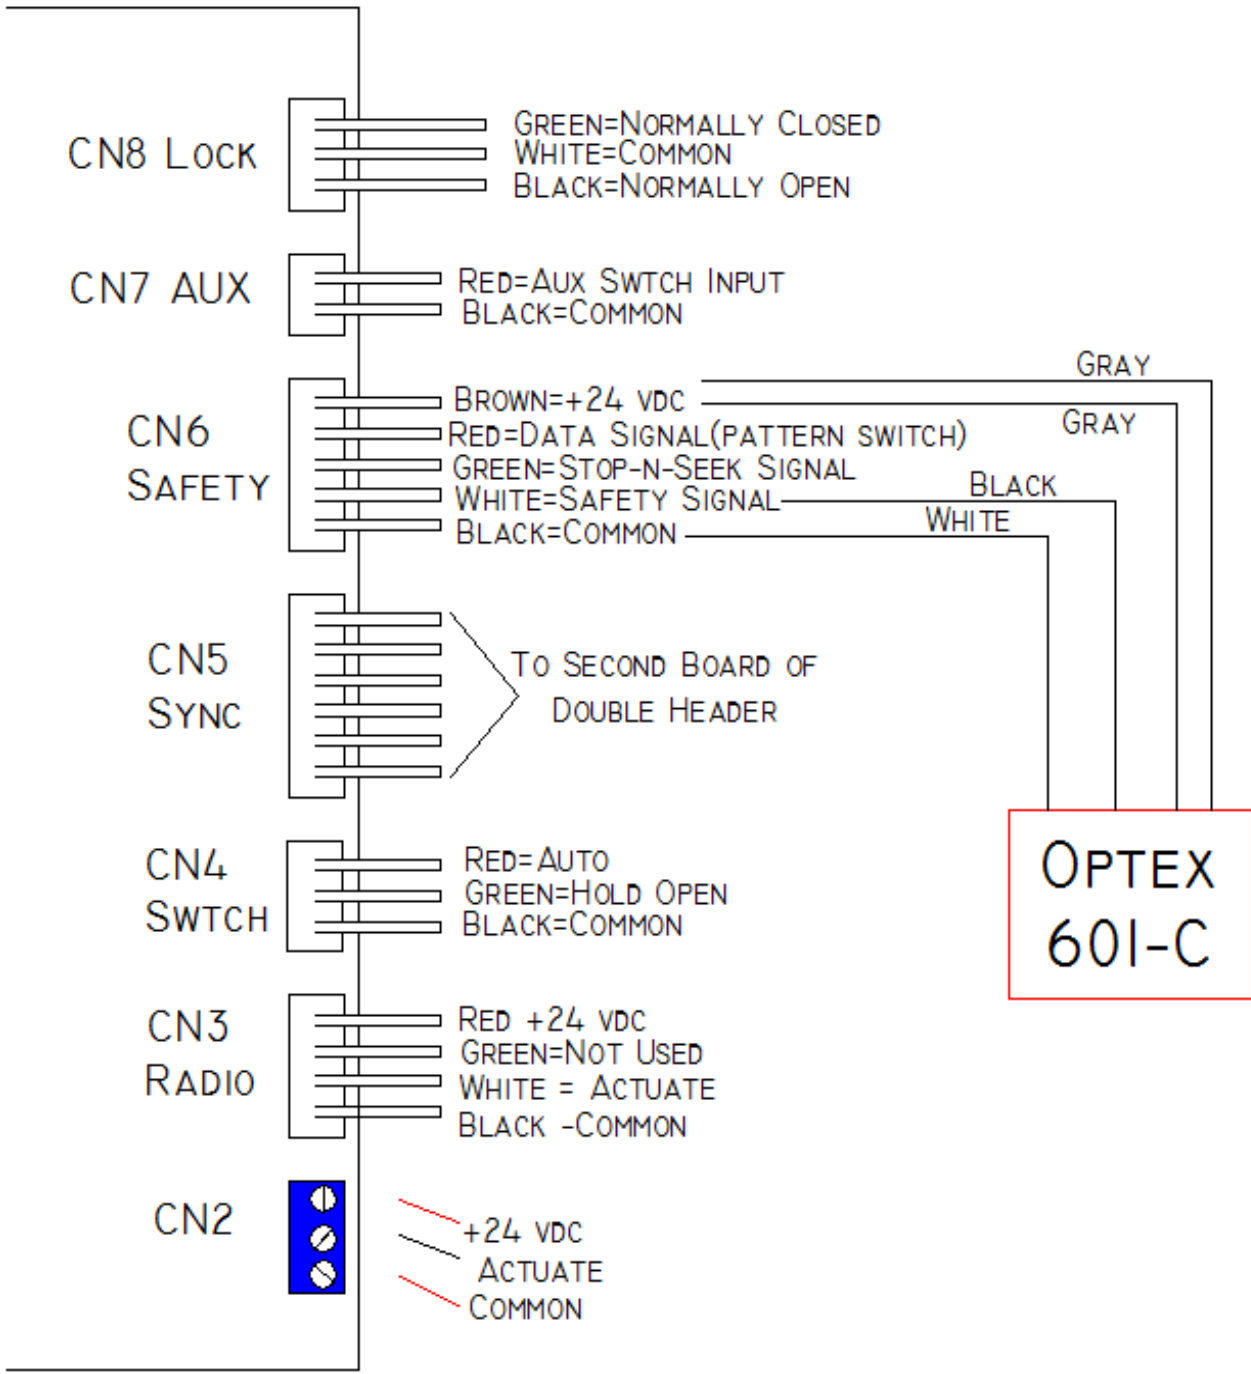 CN8 LOCK
GREEN=NORMALLY CLOSED
WHITE=COMMON
BLACK=NORMALLY OPEN
CN7 AUX
RED=AUX SWTCH INPUT
BLACK=COMMON
CN6
SAFETY
BROWN=+24 VDC
RED=DATA SIGNAL(PATTERN SWITCH)
GREEN=STOP-N-SEEK SIGNAL
WHITE=SAFETY SIGNAL
BLACK=COMMON
GRAY
GRAY
BLACK
WHITE
CN5
SYNC
TO SECOND BOARD OF
DOUBLE HEADER
OPTEX
601-C
CN4
SWTCH
RED=AUTO
GREEN=HOLD OPEN
BLACK=COMMON
CN3
RADIO
RED +24 VDC
GREEN=NOT USED
WHITE = ACTUATE
BLACK -COMMON
CN2
+24 VDC
ACTUATE
COMMON